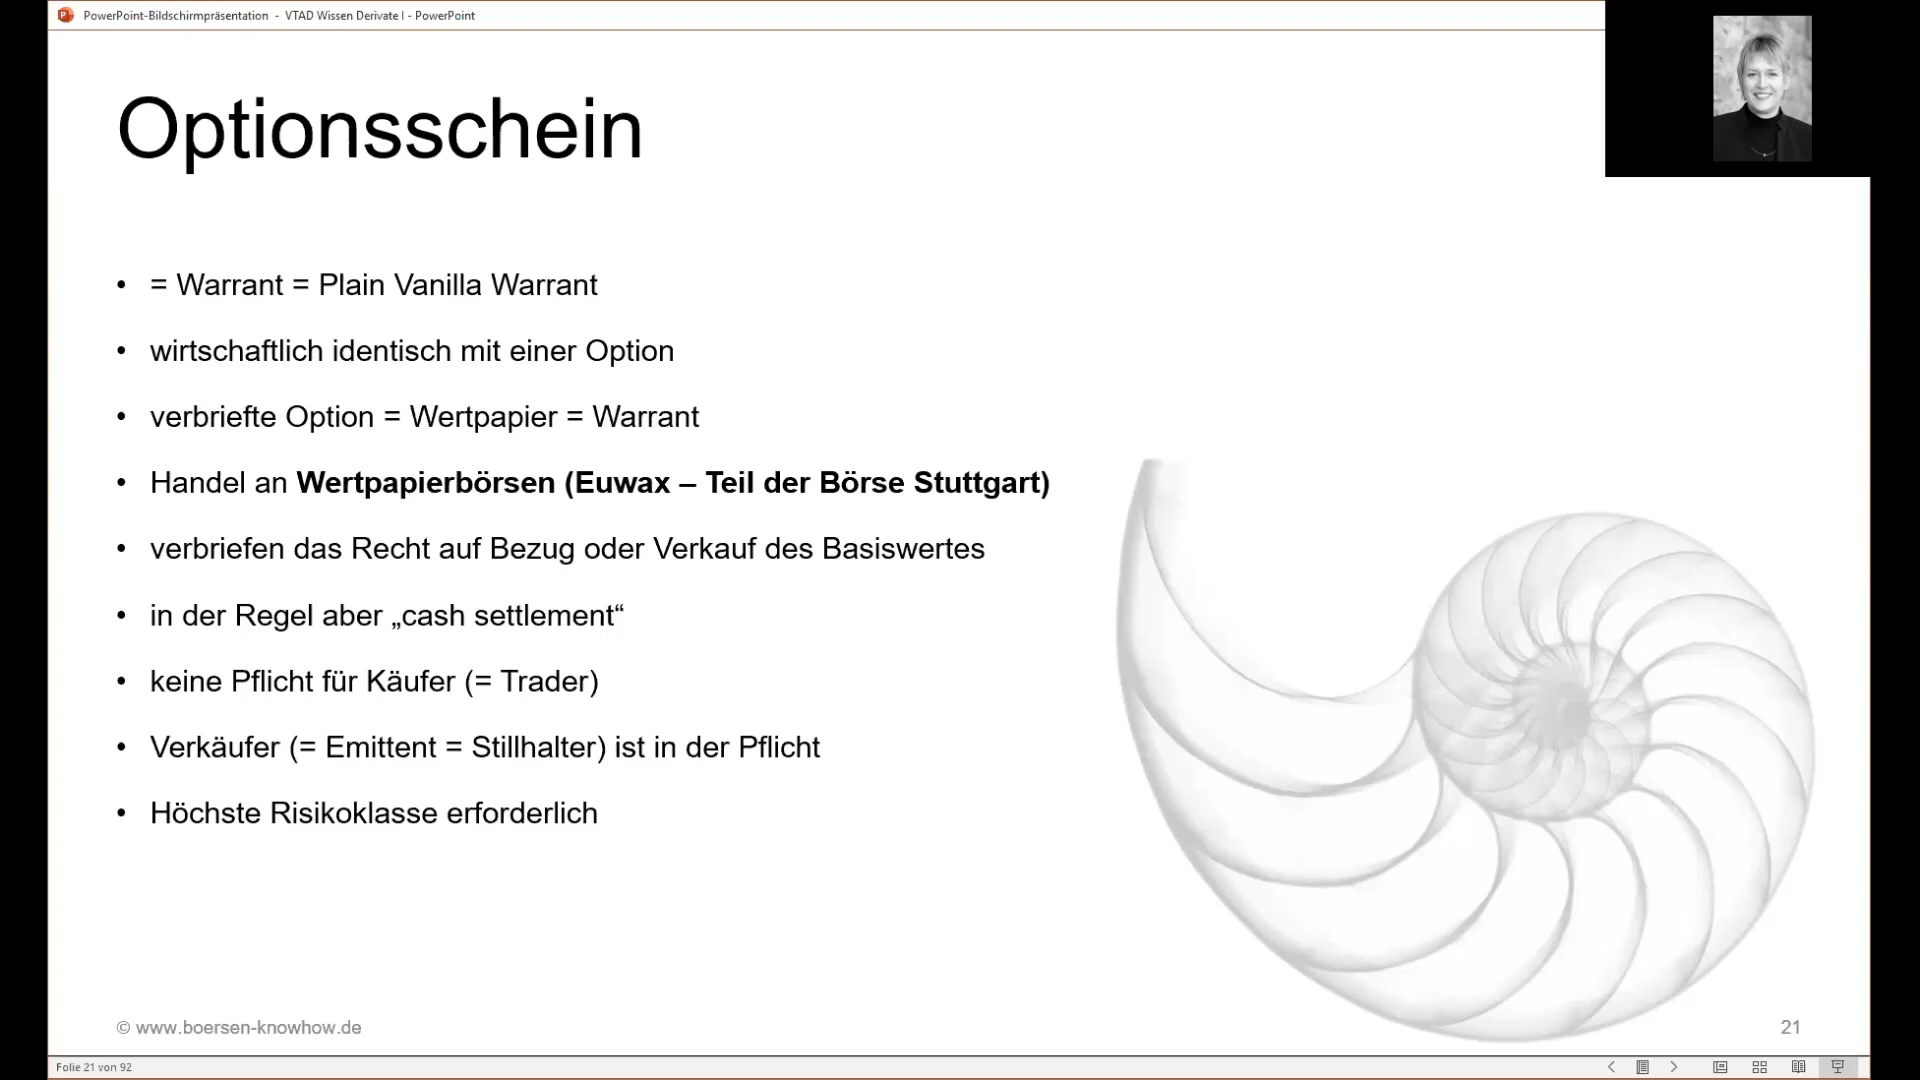 PowerPoint-Bildschirmpräsentation - VTAD Wissen Derivate I - PowerPoint
Optionsschein
• = Warrant = Plain Vanilla Warrant
• wirtschaftlich identisch mit einer Option
• verbriefte Option = Wertpapier = Warrant
• Handel an Wertpapierbörsen (Euwax – Teil der Börse Stuttgart)
• verbriefen das Recht auf Bezug oder Verkauf des Basiswertes
• in der Regel aber „cash settlement“
• keine Pflicht für Käufer (= Trader)
• Verkäufer (= Emittent = Stillhalter) ist in der Pflicht
• Höchste Risikoklasse erforderlich
© www.boersen-knowhow.de
21
Folie 21 von 92